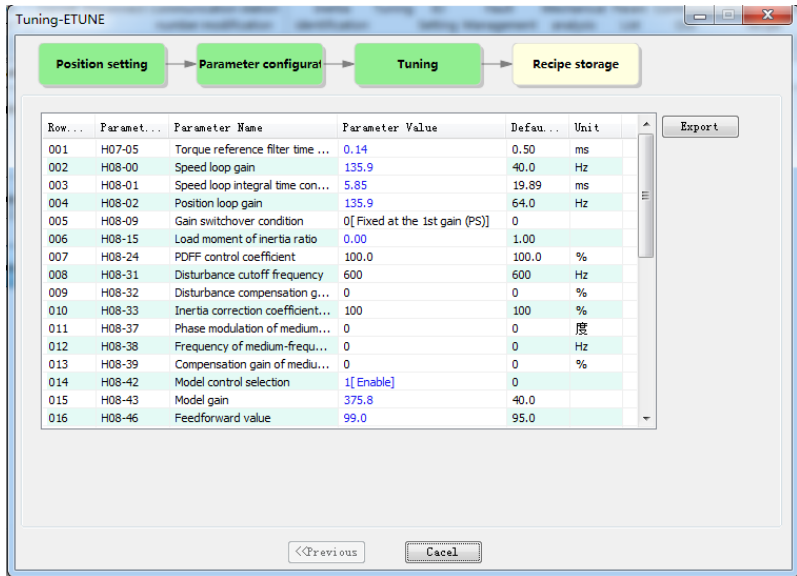 Tuning-ETUNE
Position setting Parameter configurat Tuning Recipe storage
Row... Paramet... Parameter Name Parameter Value Defau... Unit
Export
001 H07-05 Torque reference filter time ... 0.14 0.50 ms
002 H08-00 Speed loop gain 135.9 40.0 Hz
003 H08-01 Speed loop integral time con... 5.85 19.89 ms
004 H08-02 Position loop gain 135.9 64.0 Hz
005 H08-09 Gain switchover condition 0[ Fixed at the 1st gain (PS)] 0
006 H08-15 Load moment of inertia ratio 0.00 1.00
007 H08-24 PDFF control coefficient 100.0 100.0 %
008 H08-31 Disturbance cutoff frequency 600 600 Hz
009 H08-32 Disturbance compensation g... 0 0 %
010 H08-33 Inertia correction coefficient... 100 100 %
011 H08-37 Phase modulation of medium... 0 0 度
012 H08-38 Frequency of medium-frequ... 0 0 Hz
013 H08-39 Compensation gain of mediu... 0 0 %
014 H08-42 Model control selection 1[ Enable] 0
015 H08-43 Model gain 375.8 40.0
016 H08-46 Feedforward value 99.0 95.0
<<Previous Cacel